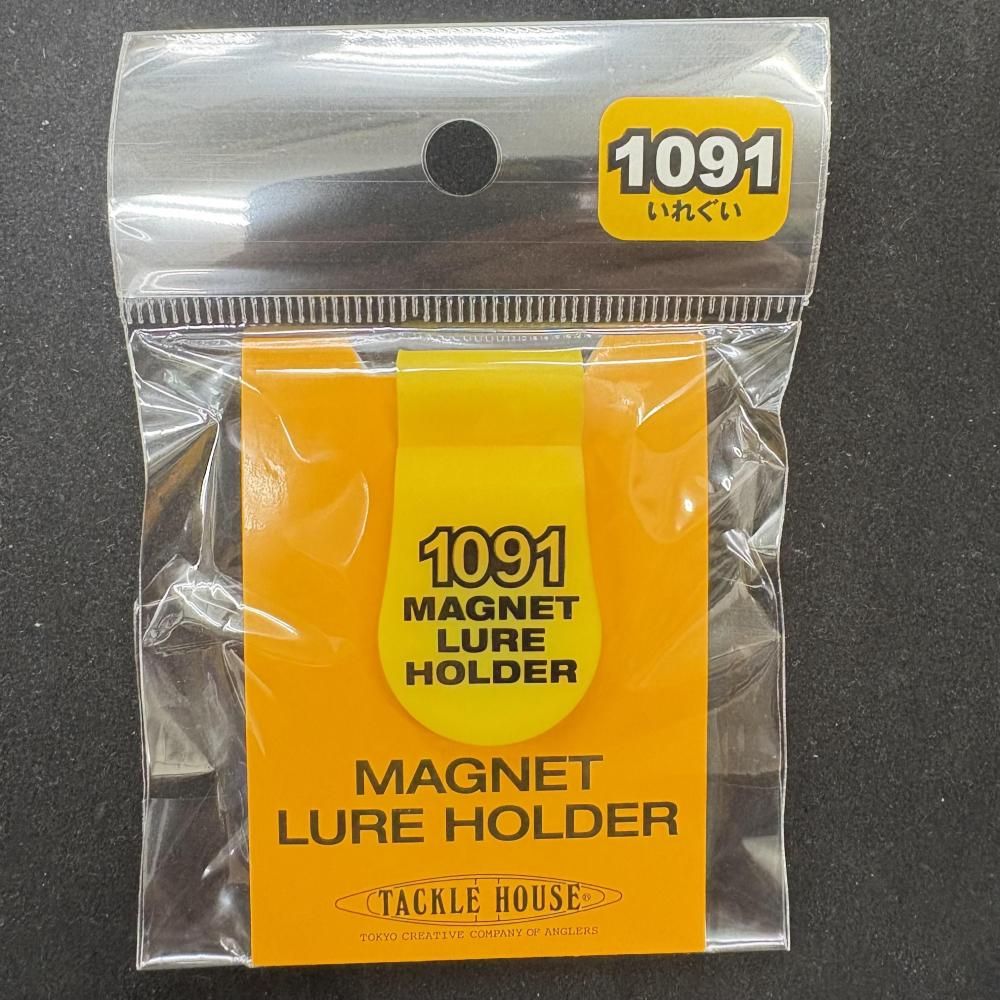 1091
いれぐい
1091
MAGNET
LURE
HOLDER
MAGNET
LURE HOLDER
TACKLE HOUSE®
TOKYO CREATIVE COMPANY OF ANGLERS